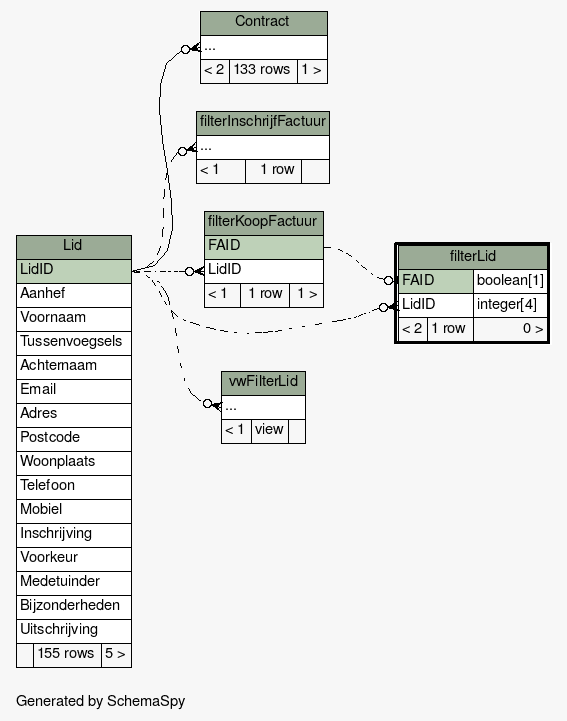 Contract
...
< 2 133 rows 1 >
filterInschrijfFactuur
...
< 1 1 row
filterKoopFactuur
FAID
LidID
< 1 1 row 1 >
Lid
LidID
Aanhef
Voornaam
Tussenvoegsels
Achternaam
Email
Adres
Postcode
Woonplaats
Telefoon
Mobiel
Inschrijving
Voorkeur
Medetuinder
Bijzonderheden
Uitschrijving
155 rows 5 >
filterLid
FAID boolean[1]
LidID integer[4]
< 2 1 row 0 >
vwFilterLid
...
< 1 view
Generated by SchemaSpy